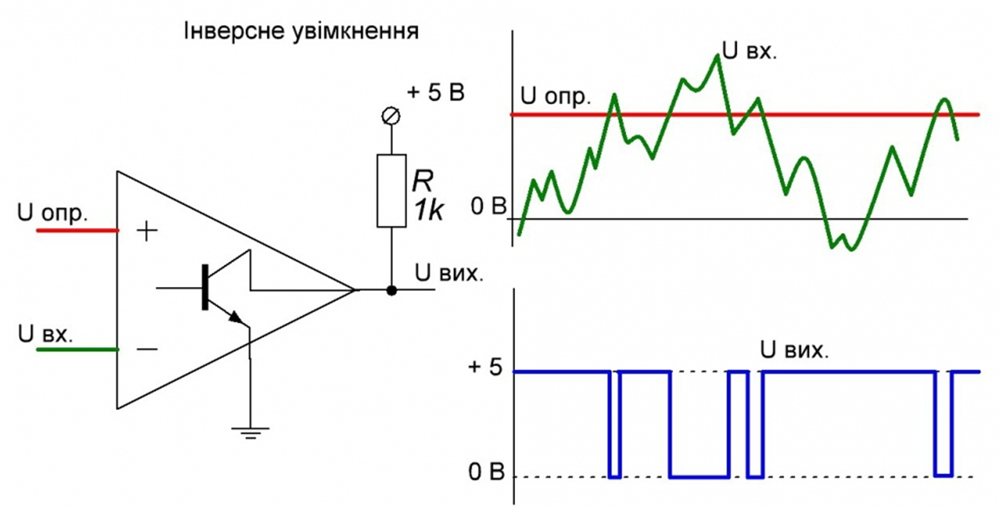 Інверсне увімкнення
+ 5 В
U опр.
+
R
1k
U вих.
U вх.
−
U вх.
U опр.
0 В
U вих.
+ 5
0 В